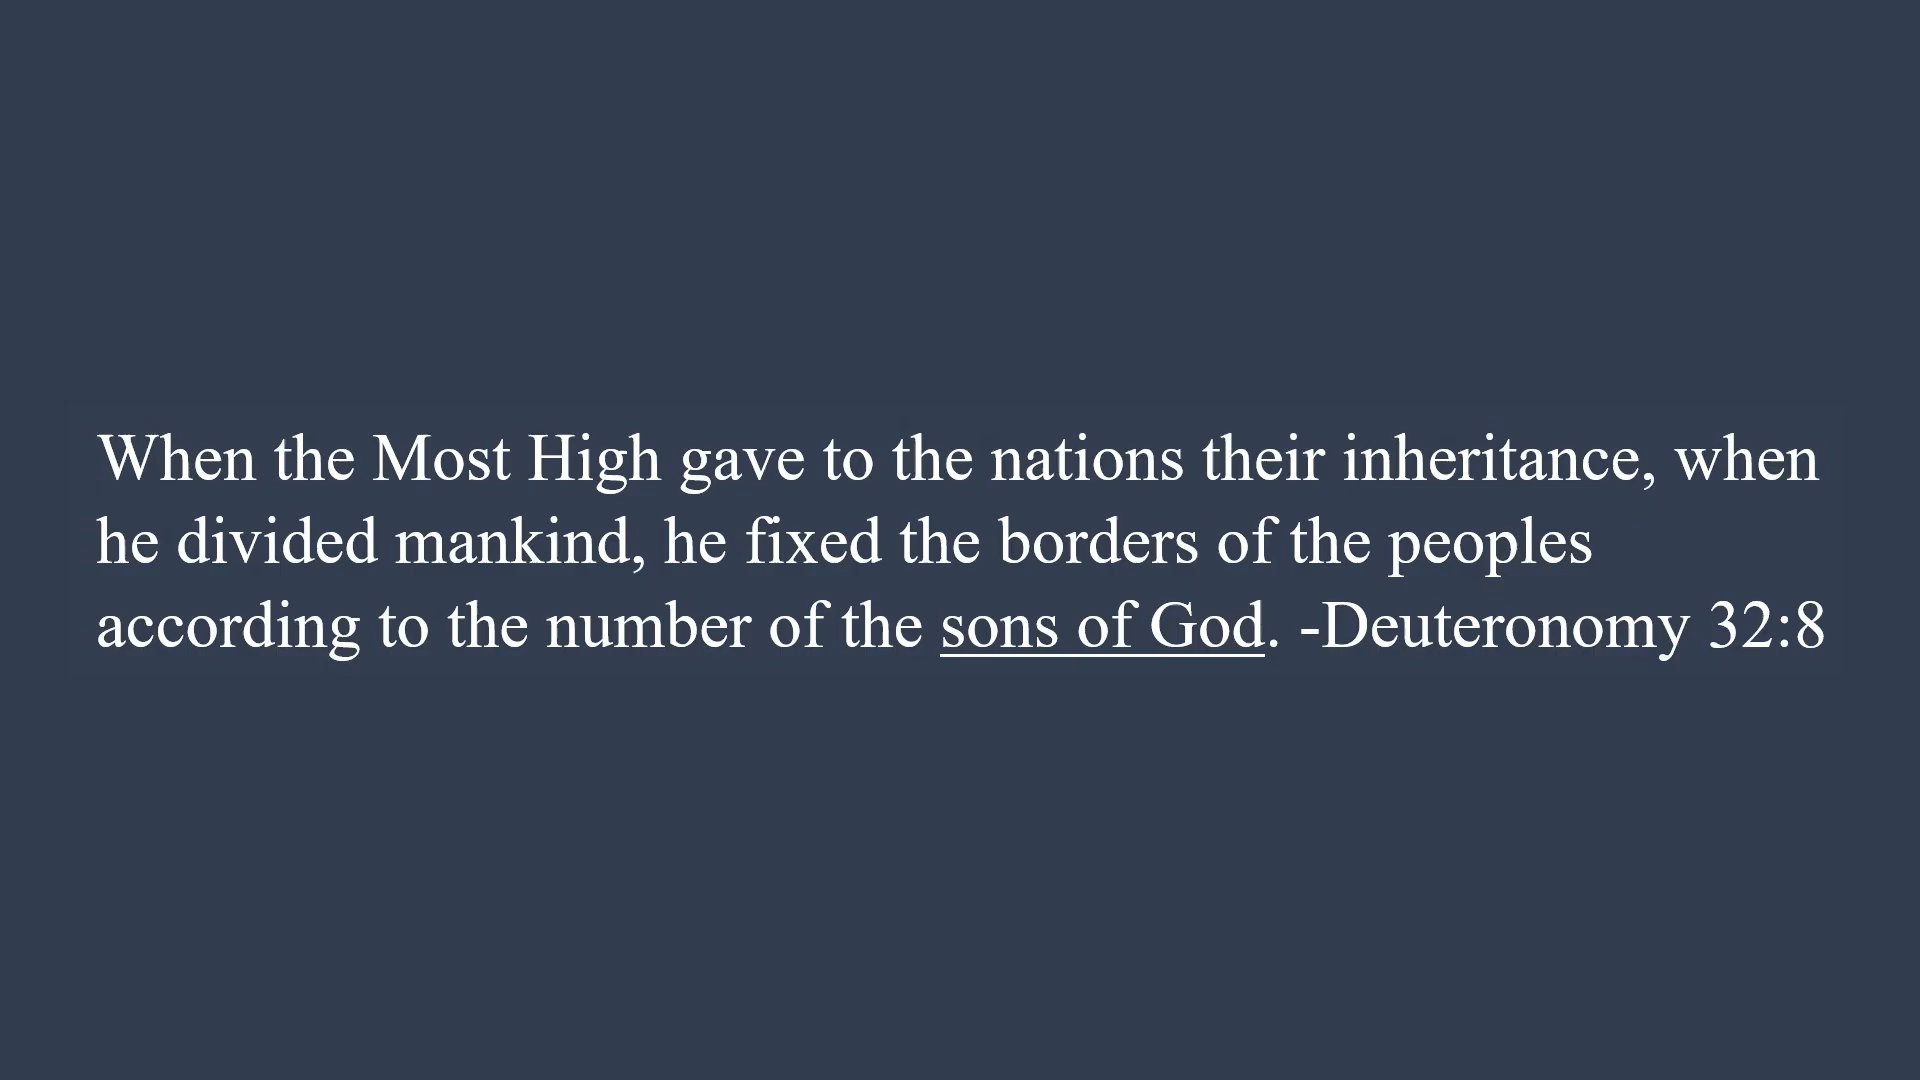 When the Most High gave to the nations their inheritance, when
he divided mankind, he fixed the borders of the peoples
according to the number of the sons of God. -Deuteronomy 32:8